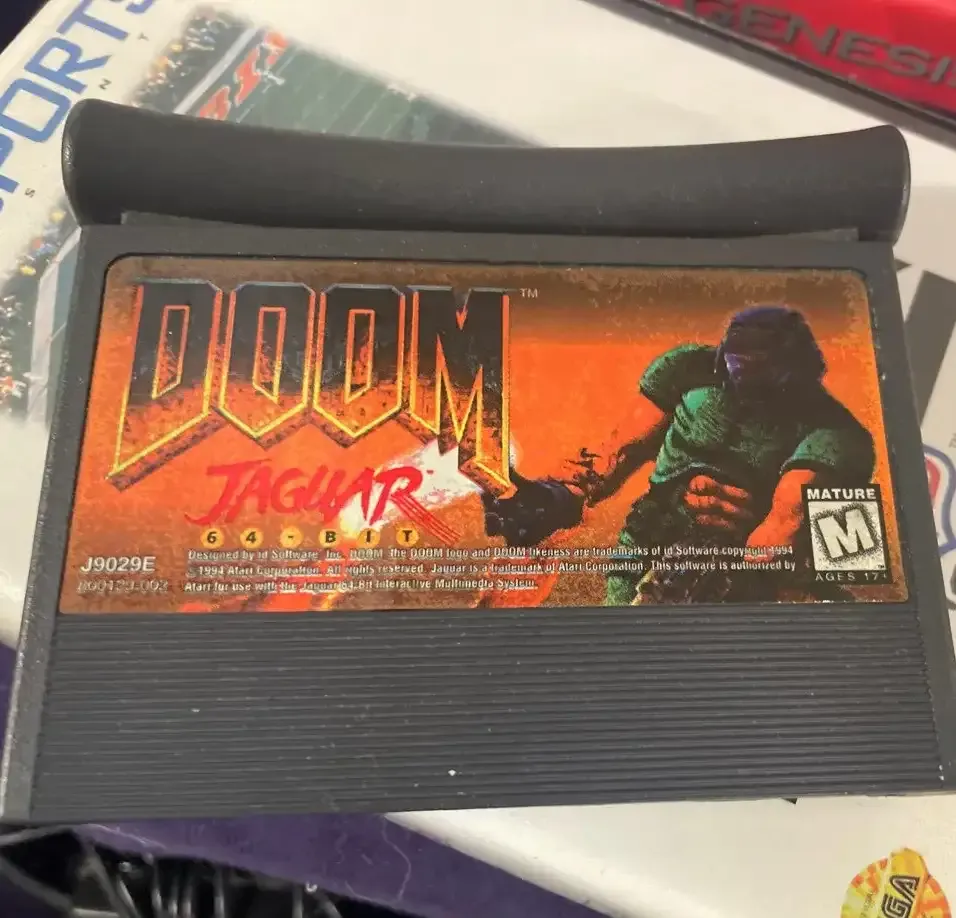 SPORTS
GENESIS
DOOM™
JAGUAR
64-BIT
Designed by id Software, Inc. DOOM, the DOOM logo and DOOM likeness are trademarks of id Software copyright 1994
©1994 Atari Corporation. All rights reserved. Jaguar is a trademark of Atari Corporation. This software is authorized by
Atari for use with the Jaguar 64-Bit Interactive Multimedia System.
J9029E
MATURE
M
AGES 17+